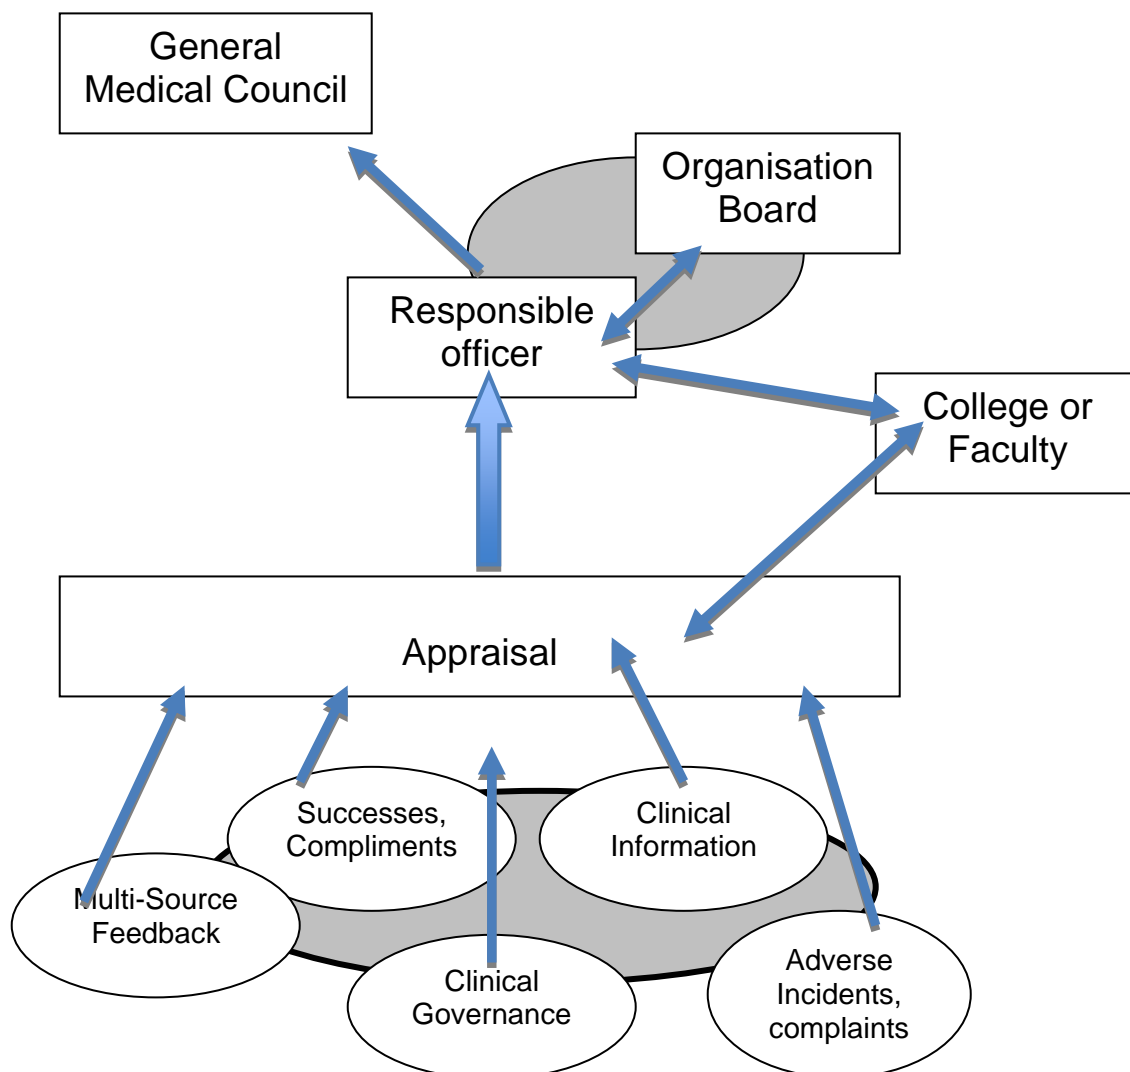 General
Medical Council
Organisation
Board
Responsible
officer
College or
Faculty
Appraisal
Successes,
Compliments
Clinical
Information
Multi-Source
Feedback
Clinical
Governance
Adverse
Incidents,
complaints